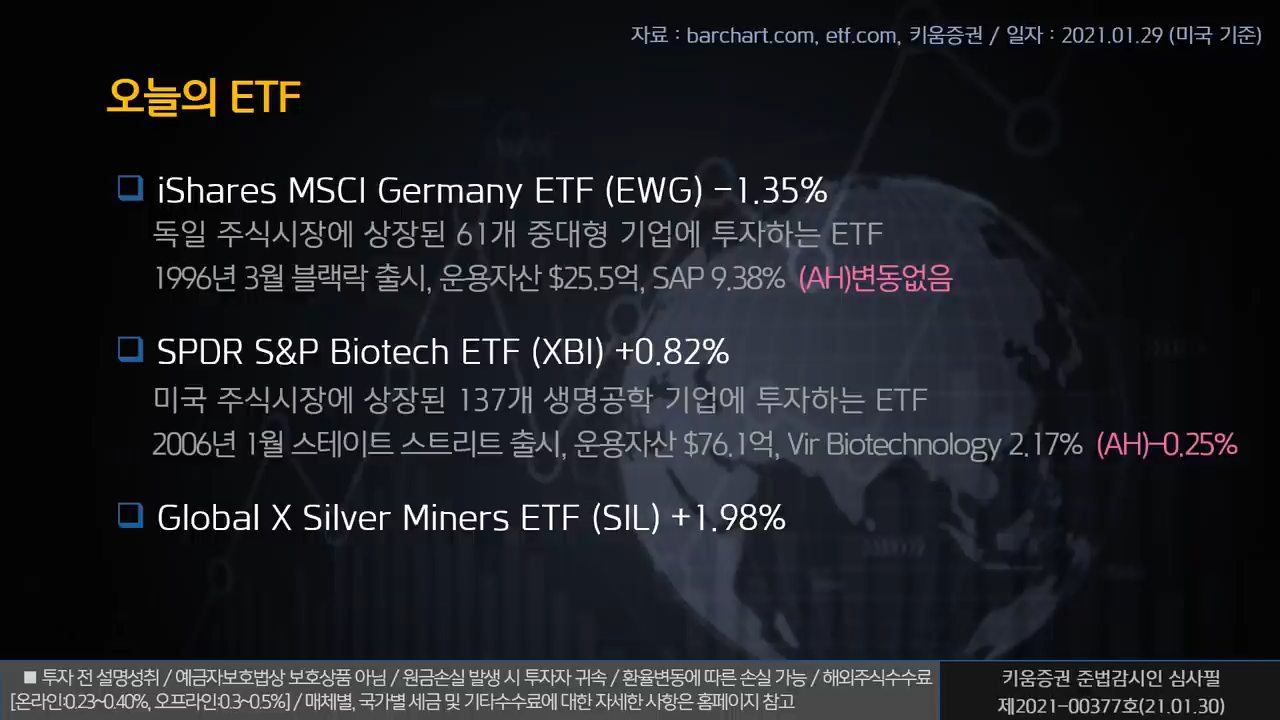 자료 : barchart.com, etf.com, 키움증권 / 일자 : 2021.01.29 (미국 기준)
오늘의 ETF
iShares MSCI Germany ETF (EWG) -1.35%
독일 주식시장에 상장된 61개 중대형 기업에 투자하는 ETF
1996년 3월 블랙락 출시, 운용자산 $25.5억, SAP 9.38% (AH)변동없음
SPDR S&P Biotech ETF (XBI) +0.82%
미국 주식시장에 상장된 137개 생명공학 기업에 투자하는 ETF
2006년 1월 스테이트 스트리트 출시, 운용자산 $76.1억, Vir Biotechnology 2.17% (AH)-0.25%
Global X Silver Miners ETF (SIL) +1.98%
■ 투자 전 설명성취 / 예금자보호법상 보호상품 아님 / 원금손실 발생 시 투자자 귀속 / 환율변동에 따른 손실 가능 / 해외주식수수료
[온라인:0.23~0.40%, 오프라인:0.3~0.5%] / 매체별, 국가별 세금 및 기타수수료에 대한 자세한 사항은 홈페이지 참고
키움증권 준법감시인 심사필
제2021-00377호(21.01.30)